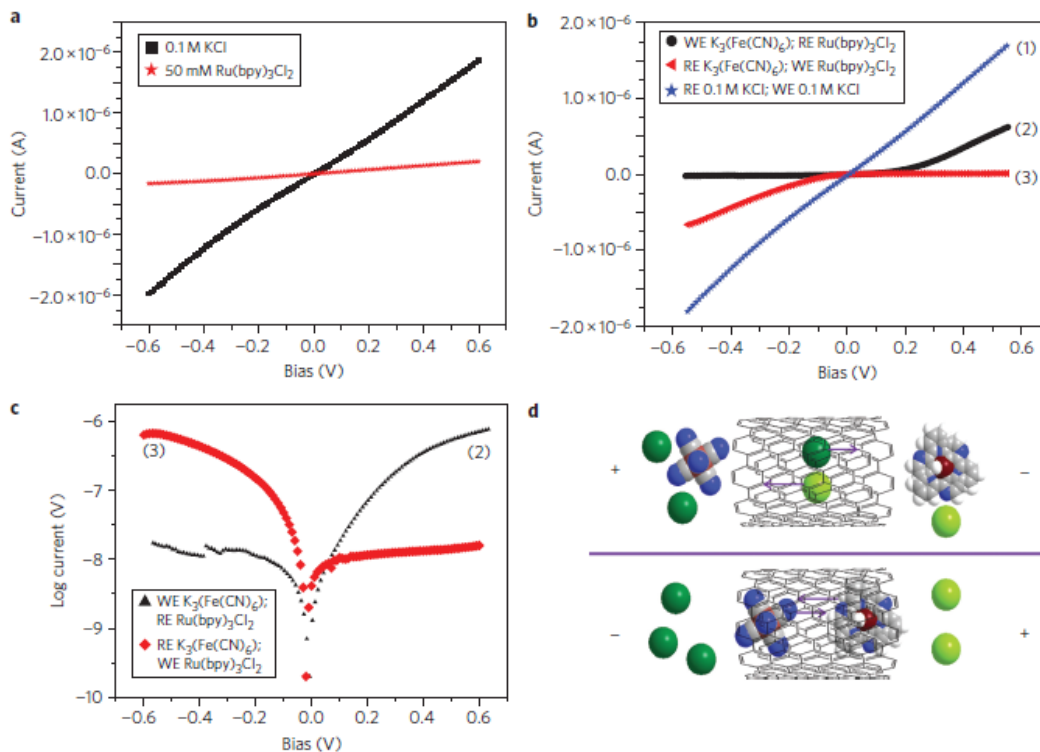 a
2.0 × 10⁻⁶
1.0 × 10⁻⁶
0.0
−1.0 × 10⁻⁶
−2.0 × 10⁻⁶
Current (A)
0.1 M KCl
50 mM Ru(bpy)₃Cl₂
−0.6 −0.4 −0.2 0.0 0.2 0.4 0.6
Bias (V)
b
2.0 × 10⁻⁶
1.0 × 10⁻⁶
0.0
−1.0 × 10⁻⁶
−2.0 × 10⁻⁶
Current (A)
WE K₃(Fe(CN)₆); RE Ru(bpy)₃Cl₂
RE K₃(Fe(CN)₆); WE Ru(bpy)₃Cl₂
RE 0.1 M KCl; WE 0.1 M KCl
(1)
(2)
(3)
−0.6 −0.4 −0.2 0.0 0.2 0.4 0.6
Bias (V)
c
−6
−7
−8
−9
−10
Log current (V)
(3)
(2)
WE K₃(Fe(CN)₆);
RE Ru(bpy)₃Cl₂
RE K₃(Fe(CN)₆);
WE Ru(bpy)₃Cl₂
−0.6 −0.4 −0.2 0.0 0.2 0.4 0.6
Bias (V)
d
+ −
− +